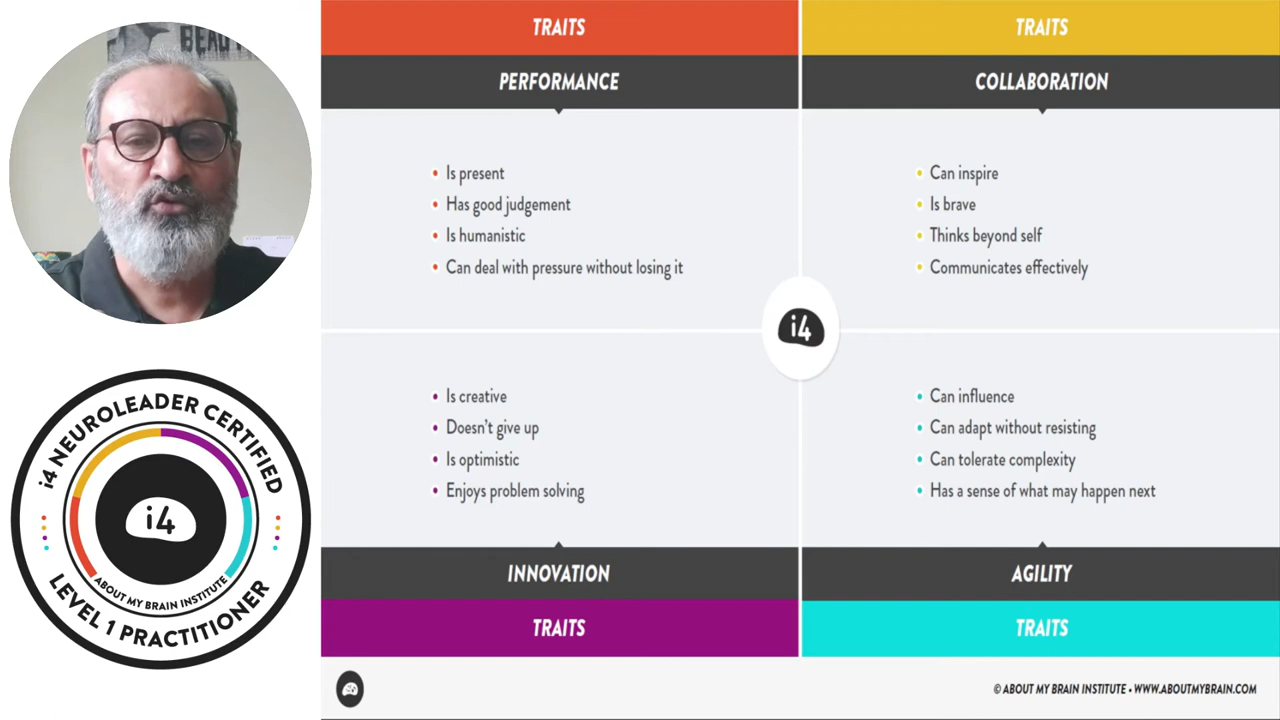 BEAU
i4 NEUROLEADER CERTIFIED
i4
ABOUT MY BRAIN INSTITUTE
LEVEL 1 PRACTITIONER
TRAITS
PERFORMANCE
• Is present
• Has good judgement
• Is humanistic
• Can deal with pressure without losing it
TRAITS
COLLABORATION
• Can inspire
• Is brave
• Thinks beyond self
• Communicates effectively
i4
• Is creative
• Doesn't give up
• Is optimistic
• Enjoys problem solving
INNOVATION
TRAITS
• Can influence
• Can adapt without resisting
• Can tolerate complexity
• Has a sense of what may happen next
AGILITY
TRAITS
© ABOUT MY BRAIN INSTITUTE • WWW.ABOUTMYBRAIN.COM